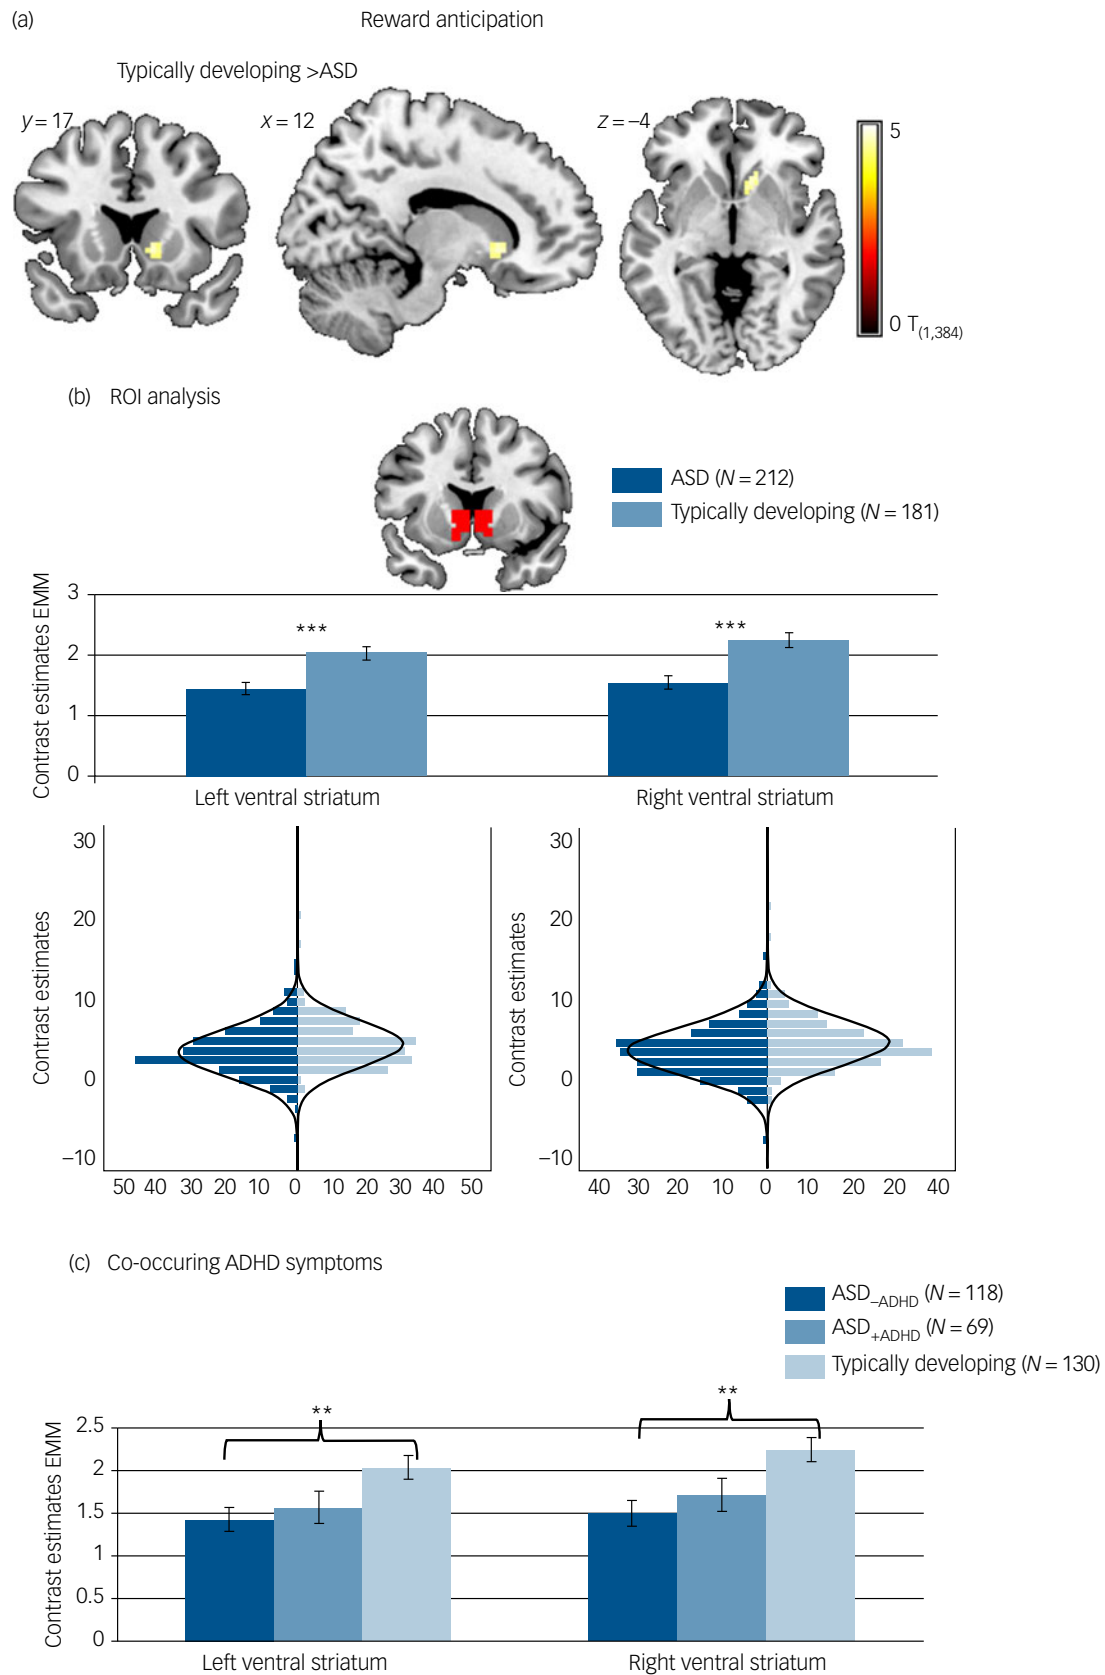 (a)
Reward anticipation
Typically developing >ASD
y = 17
x = 12
z = –4
5
0 T(1,384)
(b) ROI analysis
ASD (N = 212)
Typically developing (N = 181)
Contrast estimates EMM
3
2
1
0
***
***
Left ventral striatum
Right ventral striatum
Contrast estimates
30
20
10
0
–10
50 40 30 20 10 0 10 20 30 40 50
Contrast estimates
30
20
10
0
–10
40 30 20 10 0 10 20 20 40
(c) Co-occuring ADHD symptoms
ASD–ADHD (N = 118)
ASD+ADHD (N = 69)
Typically developing (N = 130)
Contrast estimates EMM
2.5
2
1.5
1
0.5
0
**
**
Left ventral striatum
Right ventral striatum